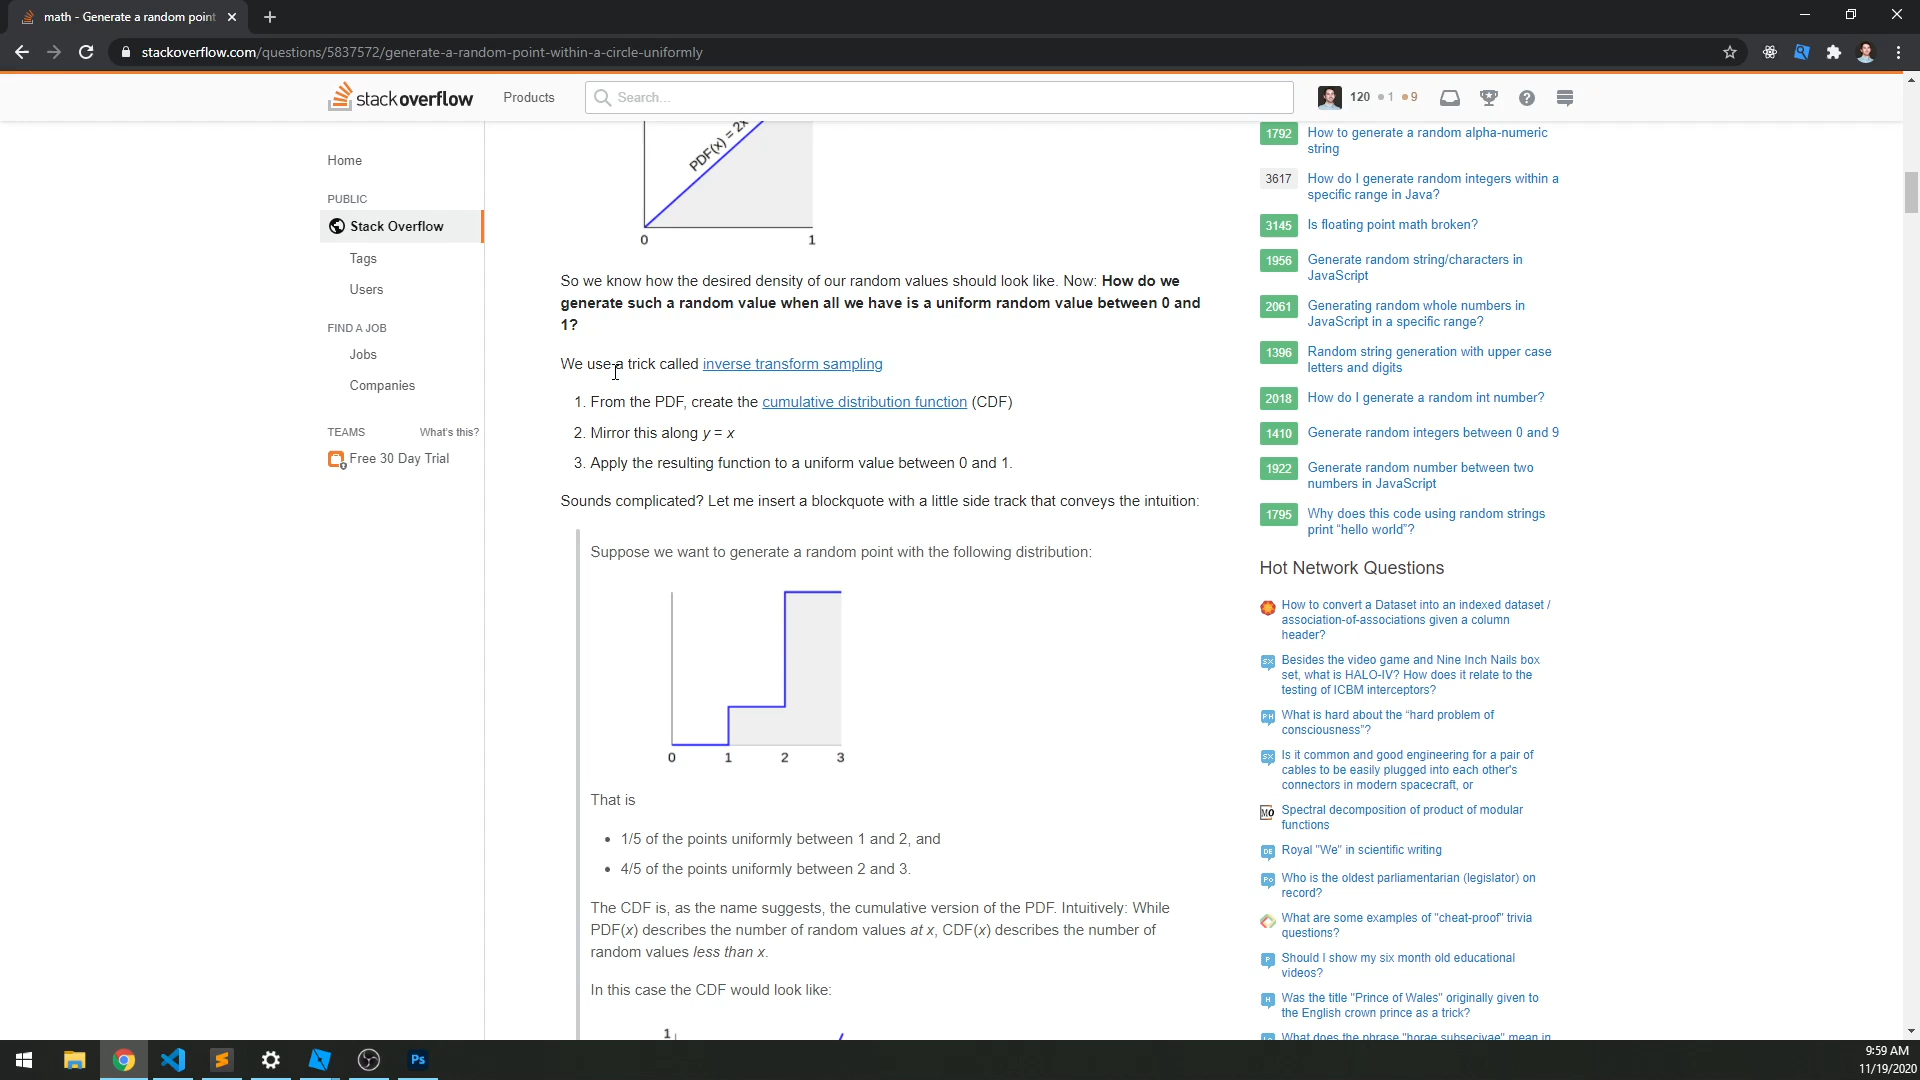 math - Generate a random point
stackoverflow.com/questions/5837572/generate-a-random-point-within-a-circle-uniformly
stackoverflow
Products
Search...
120 1 9
Home
PUBLIC
Stack Overflow
Tags
Users
FIND A JOB
Jobs
Companies
TEAMS What's this?
Free 30 Day Trial
PDF(x) = 2x
0 1
So we know how the desired density of our random values should look like. Now: How do we
generate such a random value when all we have is a uniform random value between 0 and
1?
We use a trick called inverse transform sampling
1. From the PDF, create the cumulative distribution function (CDF)
2. Mirror this along y = x
3. Apply the resulting function to a uniform value between 0 and 1.
Sounds complicated? Let me insert a blockquote with a little side track that conveys the intuition:
Suppose we want to generate a random point with the following distribution:
0 1 2 3
That is
• 1/5 of the points uniformly between 1 and 2, and
• 4/5 of the points uniformly between 2 and 3.
The CDF is, as the name suggests, the cumulative version of the PDF. Intuitively: While
PDF(x) describes the number of random values at x, CDF(x) describes the number of
random values less than x.
In this case the CDF would look like:
1
1792 How to generate a random alpha-numeric
string
3617 How do I generate random integers within a
specific range in Java?
3145 Is floating point math broken?
1956 Generate random string/characters in
JavaScript
2061 Generating random whole numbers in
JavaScript in a specific range?
1396 Random string generation with upper case
letters and digits
2018 How do I generate a random int number?
1410 Generate random integers between 0 and 9
1922 Generate random number between two
numbers in JavaScript
1795 Why does this code using random strings
print “hello world”?
Hot Network Questions
How to convert a Dataset into an indexed dataset /
association-of-associations given a column
header?
Besides the video game and Nine Inch Nails box
set, what is HALO-IV? How does it relate to the
testing of ICBM interceptors?
What is hard about the “hard problem of
consciousness”?
Is it common and good engineering for a pair of
cables to be easily plugged into each other's
connectors in modern spacecraft, or
MO Spectral decomposition of product of modular
functions
Royal "We" in scientific writing
Who is the oldest parliamentarian (legislator) on
record?
What are some examples of "cheat-proof" trivia
questions?
Should I show my six month old educational
videos?
Was the title "Prince of Wales" originally given to
the English crown prince as a trick?
What does the phrase "horae subsecivae" mean in
Ps
9:59 AM
11/19/2020